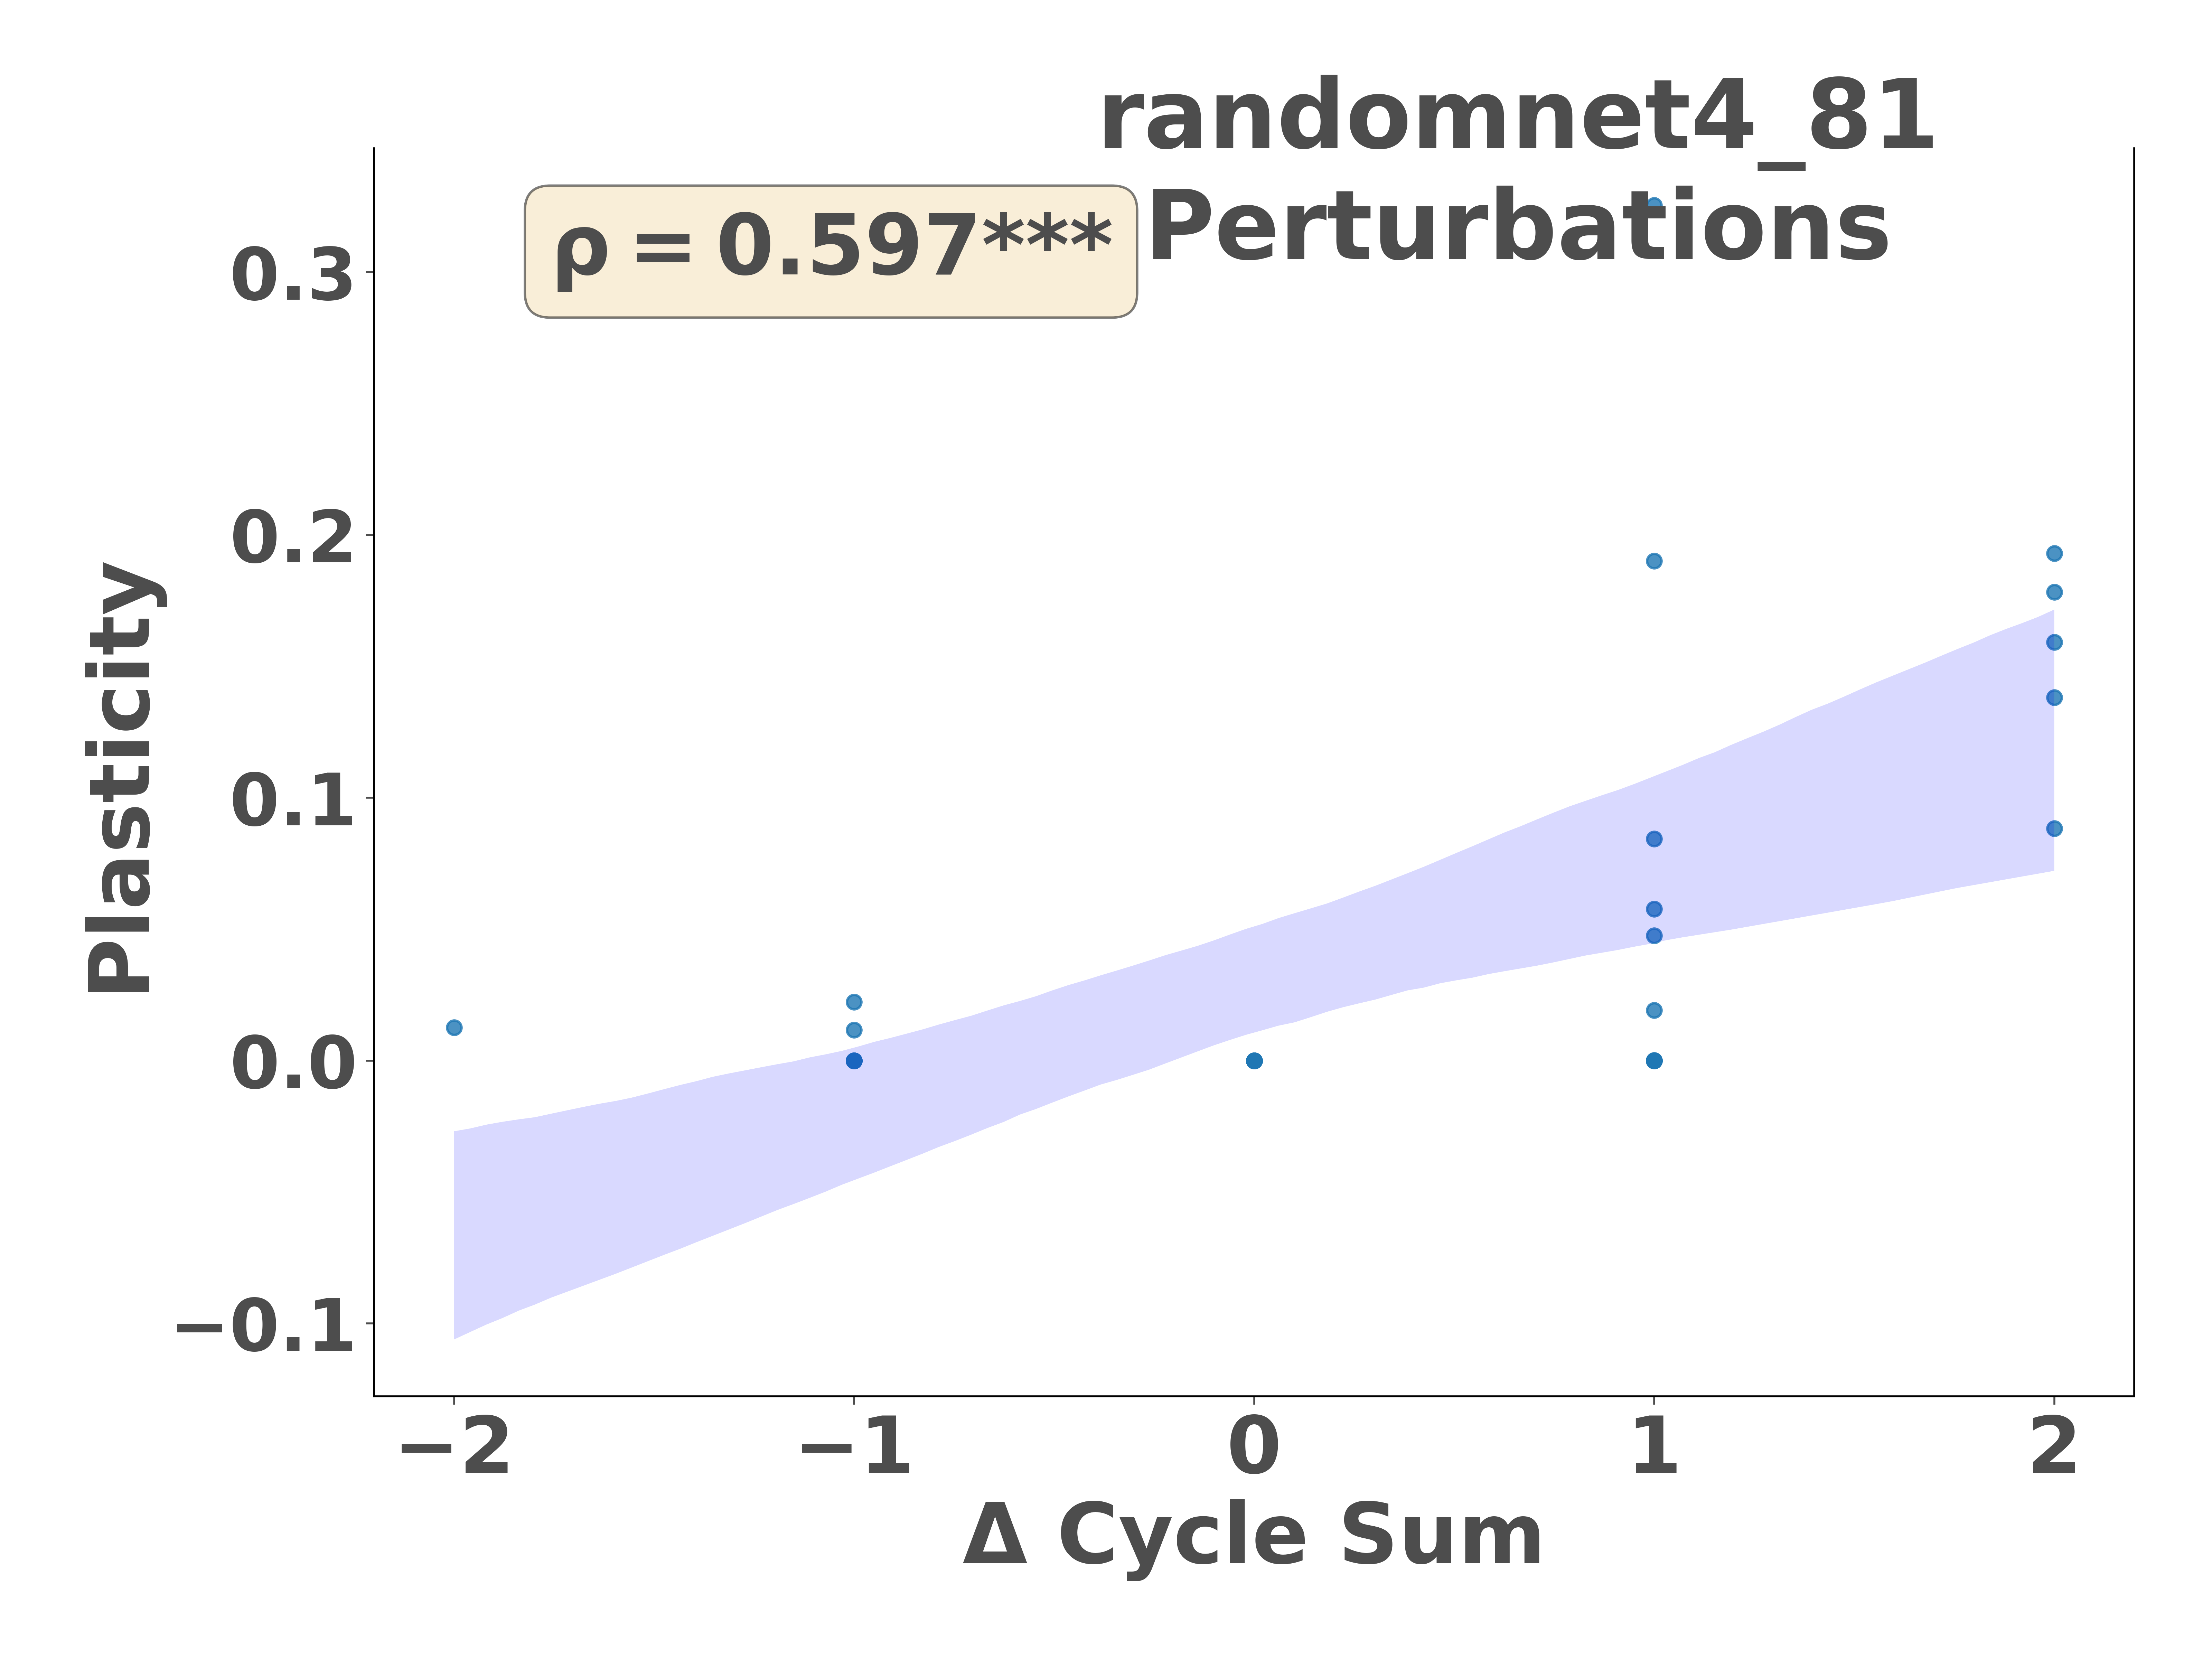 randomnet4_81
Perturbations
ρ = 0.597***
0.3
0.2
0.1
0.0
−0.1
Plasticity
−2
−1
0
1
2
Δ Cycle Sum